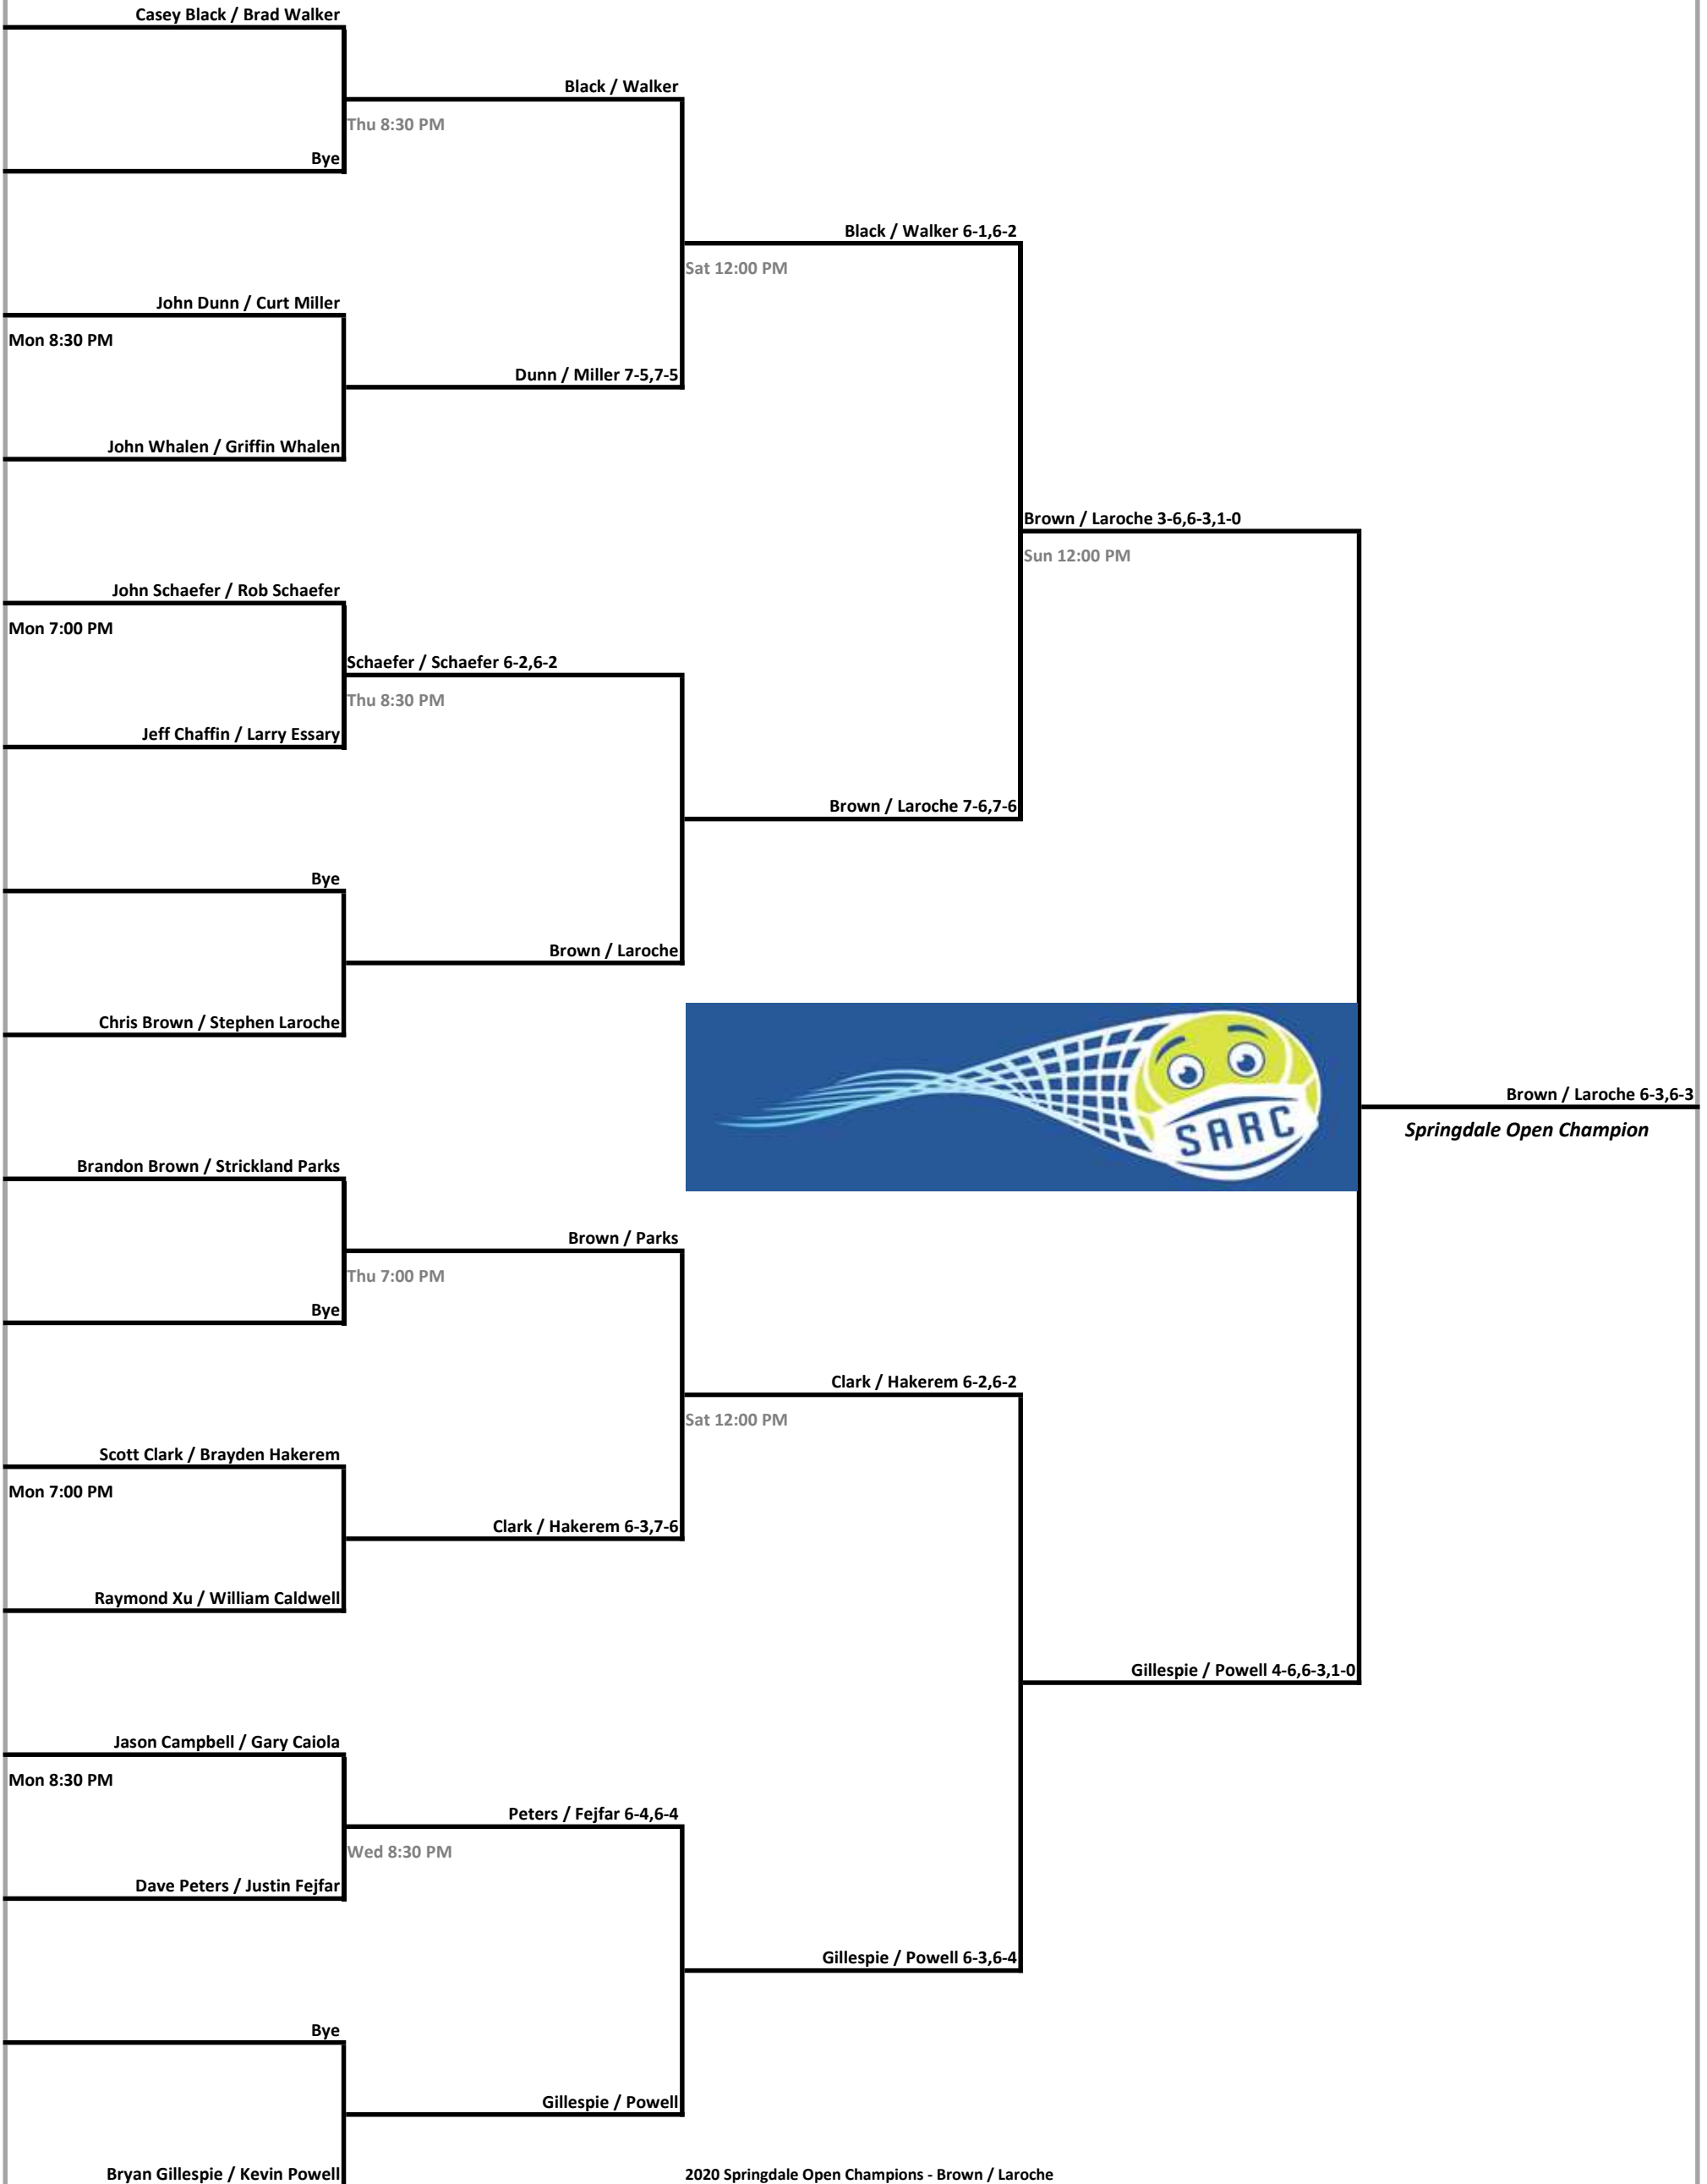 Casey Black / Brad Walker
Black / Walker
Thu 8:30 PM
Bye
Black / Walker 6-1,6-2
Sat 12:00 PM
John Dunn / Curt Miller
Mon 8:30 PM
Dunn / Miller 7-5,7-5
John Whalen / Griffin Whalen
Brown / Laroche 3-6,6-3,1-0
Sun 12:00 PM
John Schaefer / Rob Schaefer
Mon 7:00 PM
Schaefer / Schaefer 6-2,6-2
Thu 8:30 PM
Jeff Chaffin / Larry Essary
Brown / Laroche 7-6,7-6
Bye
Brown / Laroche
Chris Brown / Stephen Laroche
SARC
Brown / Laroche 6-3,6-3
Springdale Open Champion
Brandon Brown / Strickland Parks
Brown / Parks
Thu 7:00 PM
Bye
Clark / Hakerem 6-2,6-2
Sat 12:00 PM
Scott Clark / Brayden Hakerem
Mon 7:00 PM
Clark / Hakerem 6-3,7-6
Raymond Xu / William Caldwell
Gillespie / Powell 4-6,6-3,1-0
Jason Campbell / Gary Caiola
Mon 8:30 PM
Peters / Fejfar 6-4,6-4
Wed 8:30 PM
Dave Peters / Justin Fejfar
Gillespie / Powell 6-3,6-4
Bye
Gillespie / Powell
Bryan Gillespie / Kevin Powell
2020 Springdale Open Champions - Brown / Laroche